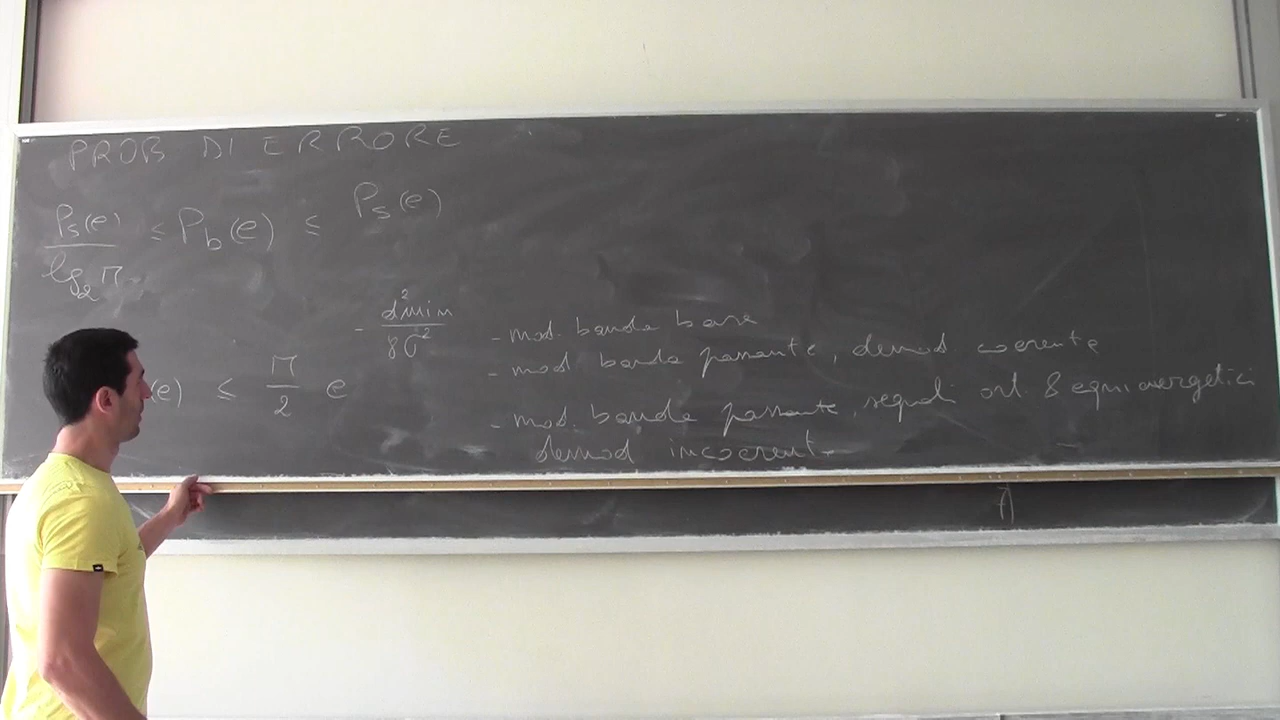 PROB DI ERRORE
Ps(e) / lg2 M ≤ Pb(e) ≤ Ps(e)
(e) ≤ M/2 e^(- d²min / 8σ²)
- mod. banda base
- mod banda passante, demod coerente
- mod. banda passante, segnali ort. & equienergetici
demod incoerente